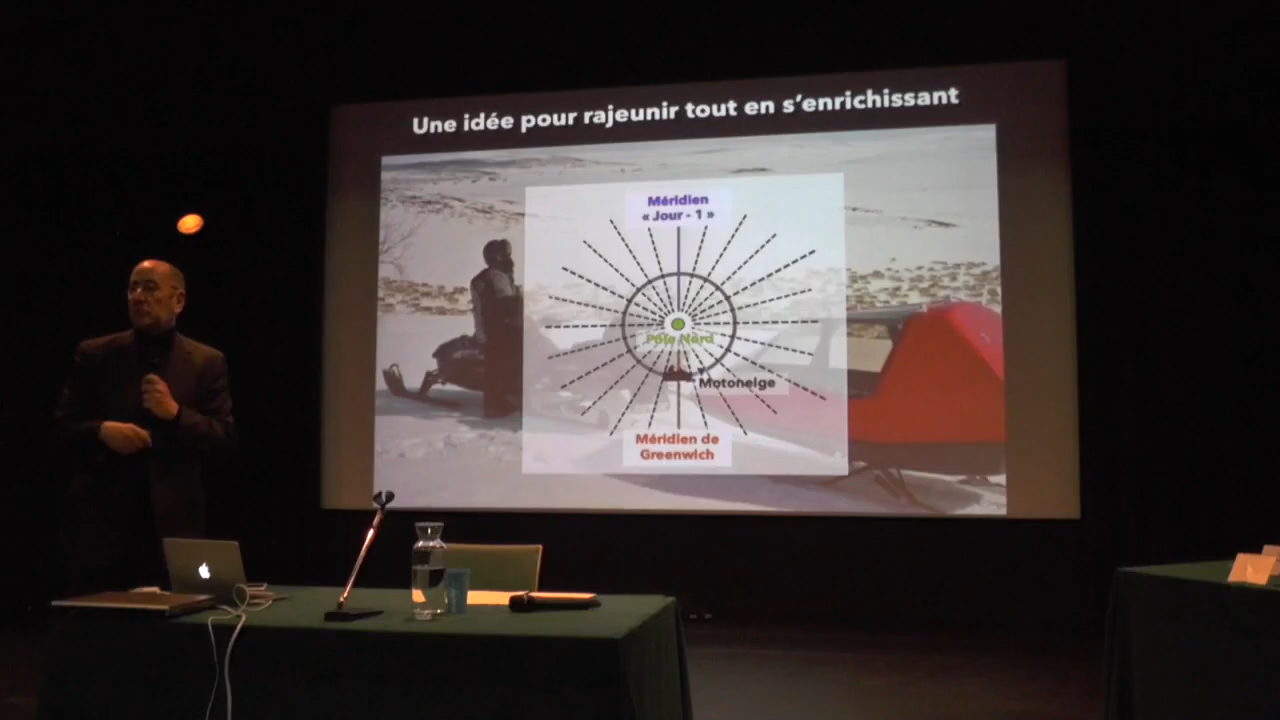 Une idée pour rajeunir tout en s'enrichissant
Méridien
« Jour - 1 »
Pôle Nord
Motoneige
Méridien de
Greenwich